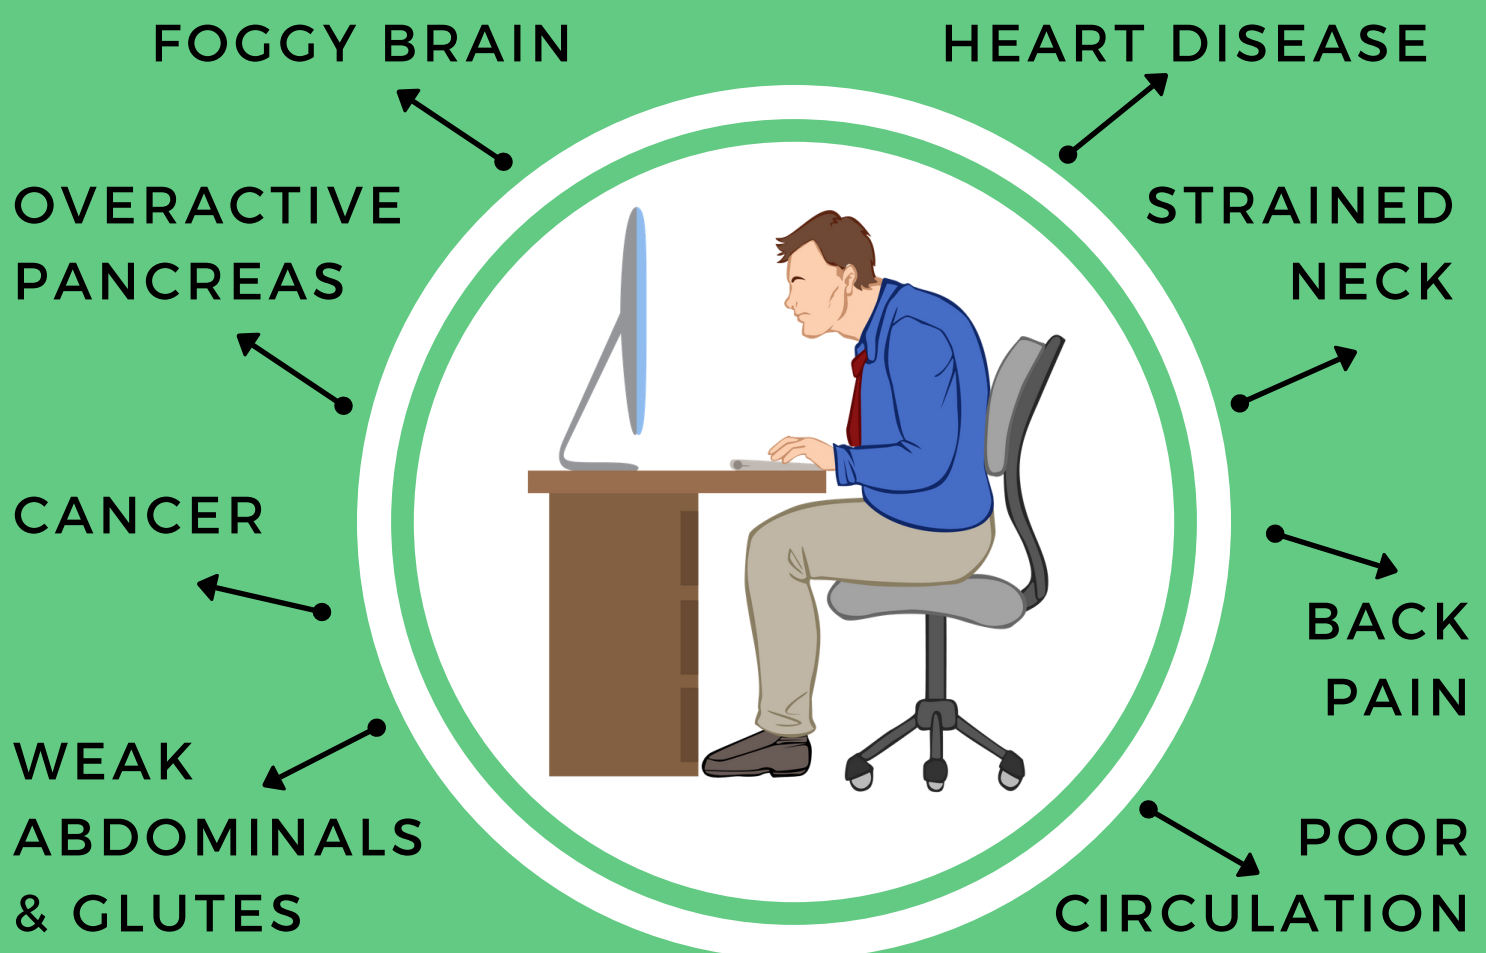 FOGGY BRAIN
HEART DISEASE
OVERACTIVE
PANCREAS
STRAINED
NECK
CANCER
BACK
PAIN
WEAK
ABDOMINALS
& GLUTES
POOR
CIRCULATION